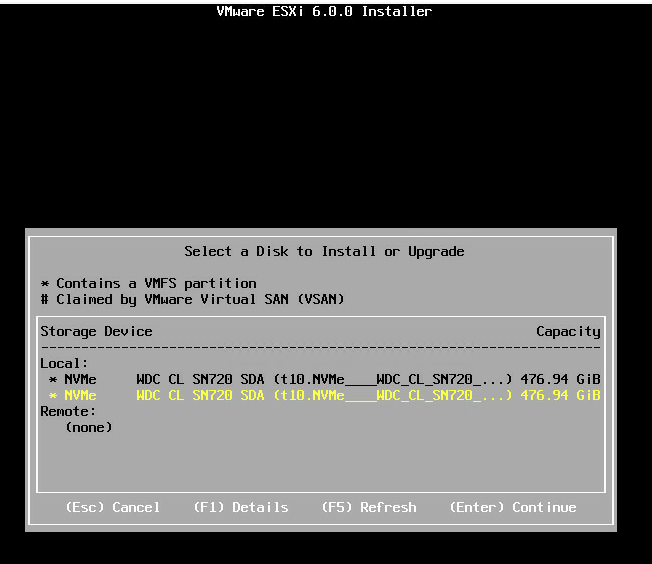 VMware ESXi 6.0.0 Installer
Select a Disk to Install or Upgrade
* Contains a VMFS partition
# Claimed by VMware Virtual SAN (VSAN)
Storage Device Capacity
--------------------------------------------------------------------
Local:
* NVMe WDC CL SN720 SDA (t10.NVMe____WDC_CL_SN720_...) 476.94 GiB
* NVMe WDC CL SN720 SDA (t10.NVMe____WDC_CL_SN720_...) 476.94 GiB
Remote:
(none)
(Esc) Cancel (F1) Details (F5) Refresh (Enter) Continue